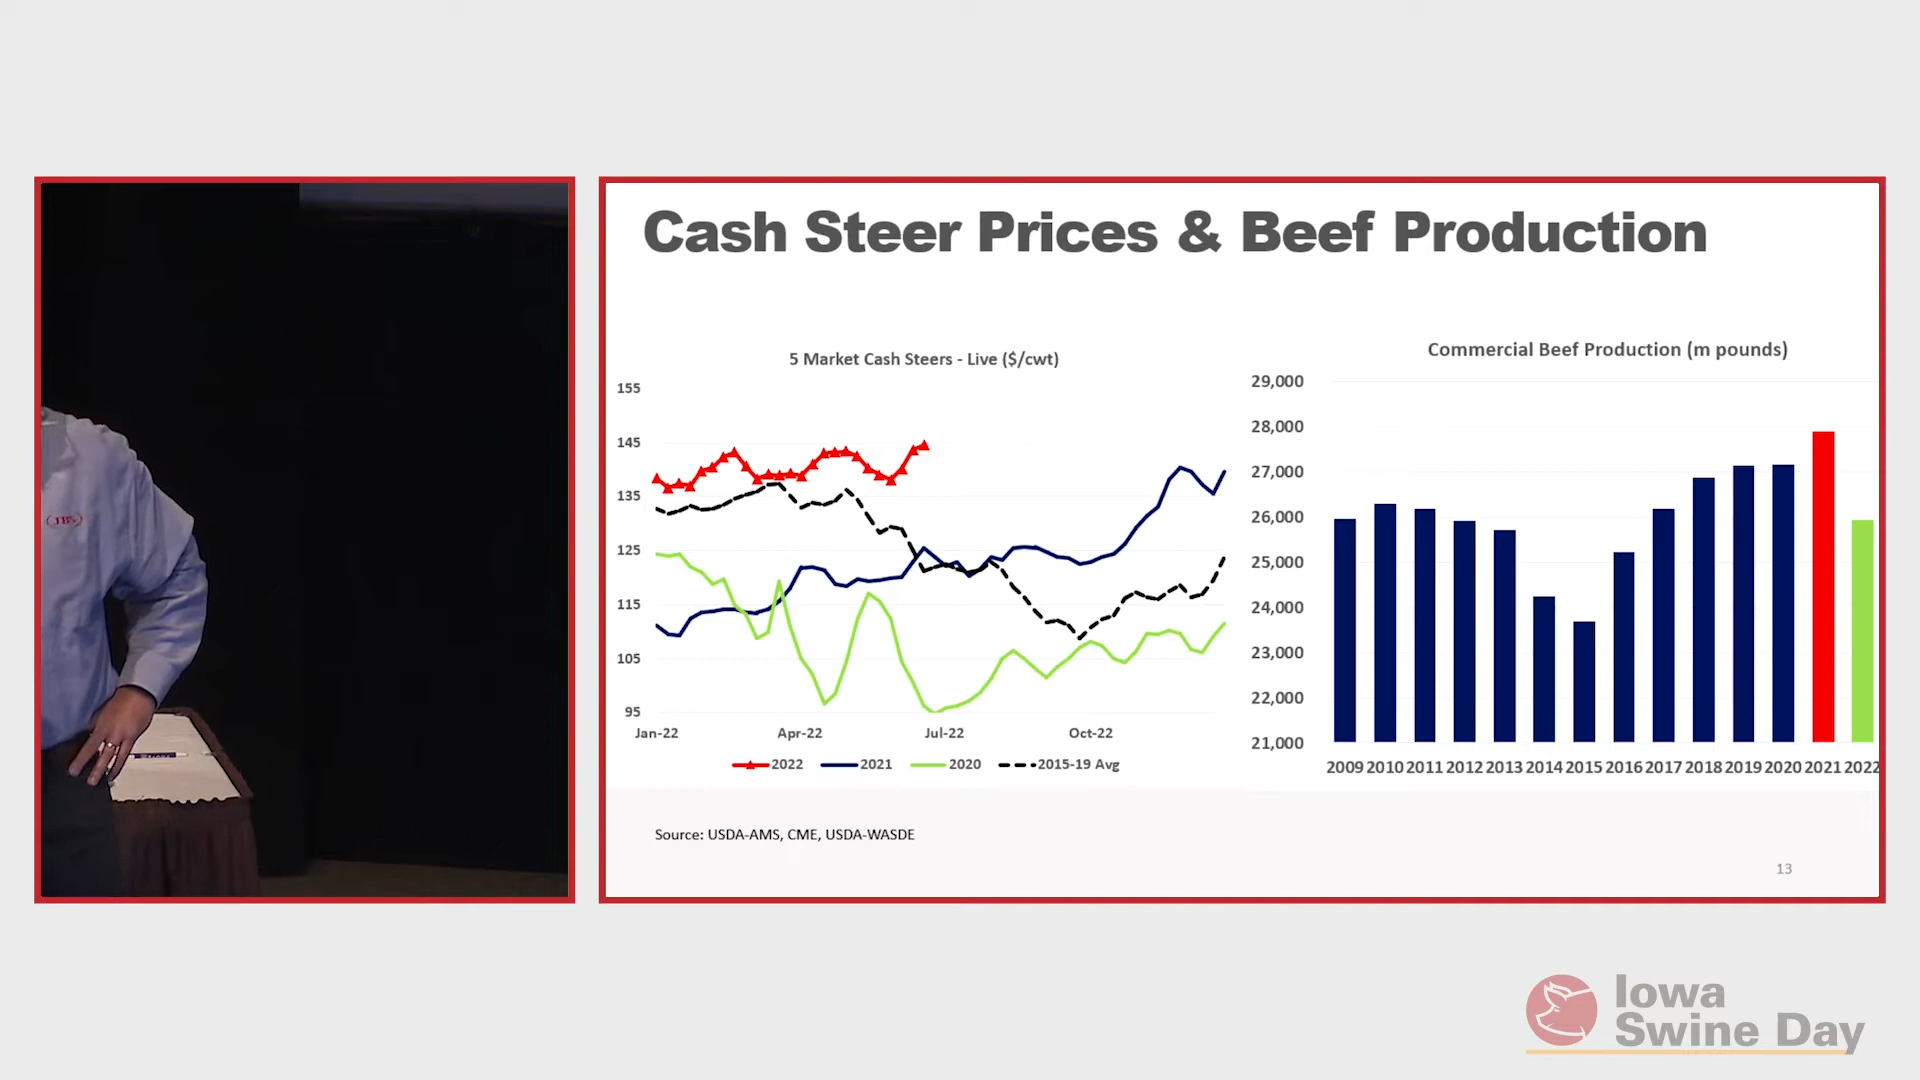 Cash Steer Prices & Beef Production
5 Market Cash Steers - Live ($/cwt)
155
145
135
125
115
105
95
Jan-22 Apr-22 Jul-22 Oct-22
2022 2021 2020 2015-19 Avg
Commercial Beef Production (m pounds)
29,000
28,000
27,000
26,000
25,000
24,000
23,000
22,000
21,000
2009 2010 2011 2012 2013 2014 2015 2016 2017 2018 2019 2020 2021 2022
Source: USDA-AMS, CME, USDA-WASDE
13
JBS
Iowa
Swine Day